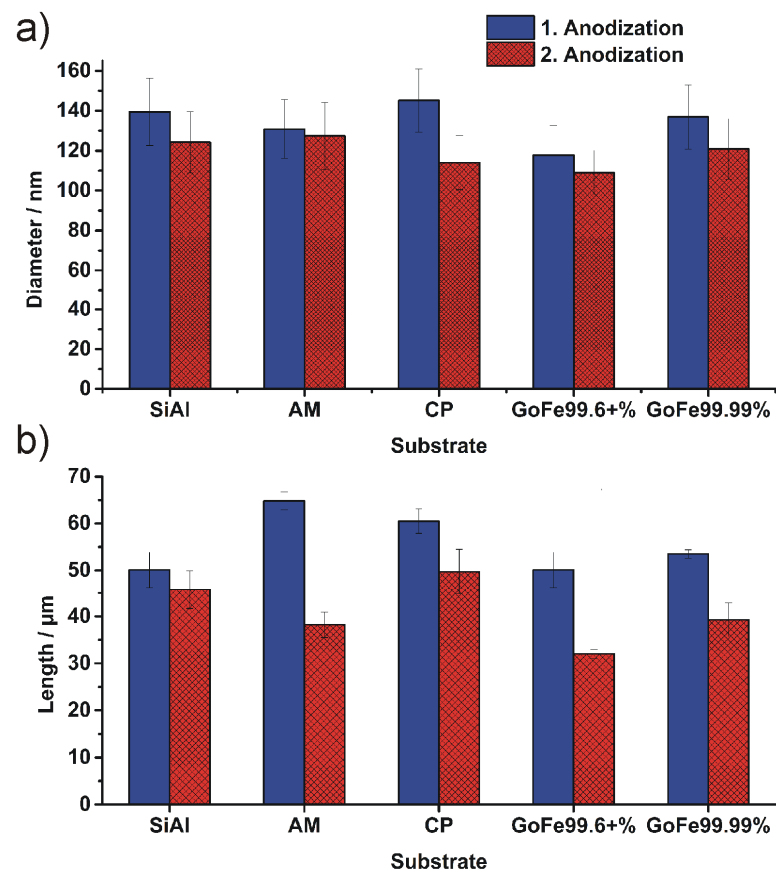 a)
1. Anodization
2. Anodization
160
140
120
100
80
60
40
20
0
Diameter / nm
SiAl AM CP GoFe99.6+% GoFe99.99%
Substrate
b)
70
60
50
40
30
20
10
0
Length / µm
SiAl AM CP GoFe99.6+% GoFe99.99%
Substrate